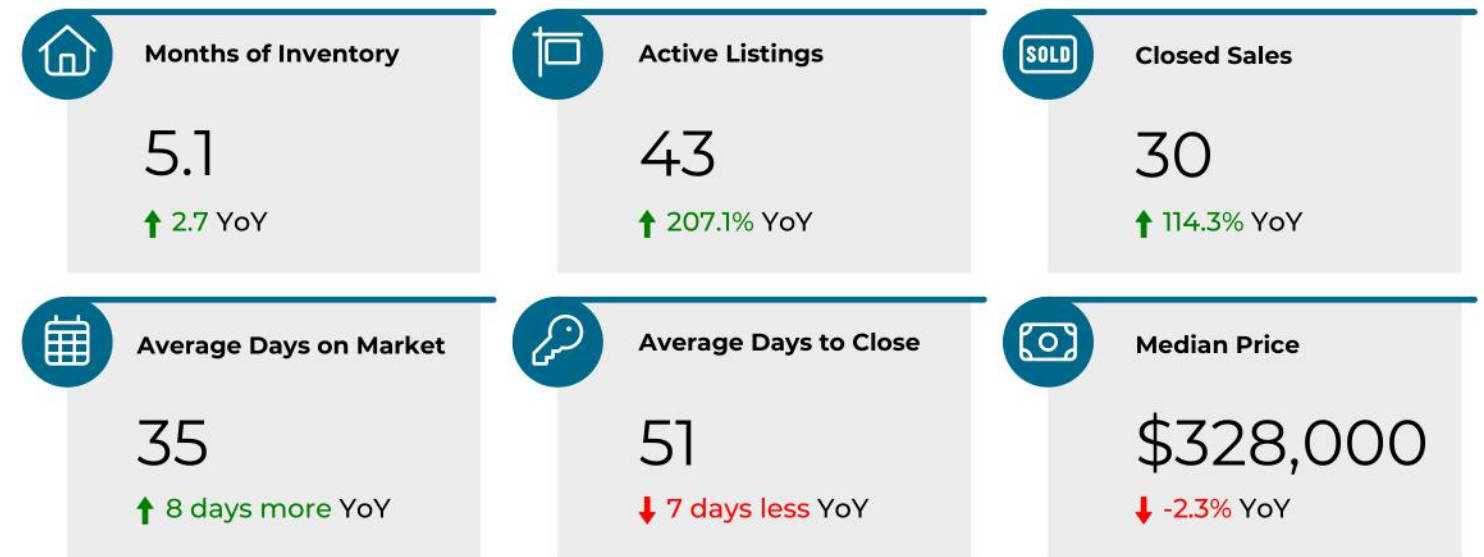 Months of Inventory
5.1
↑ 2.7 YoY
Active Listings
43
↑ 207.1% YoY
SOLD
Closed Sales
30
↑ 114.3% YoY
Average Days on Market
35
↑ 8 days more YoY
Average Days to Close
51
↓ 7 days less YoY
Median Price
$328,000
↓ -2.3% YoY